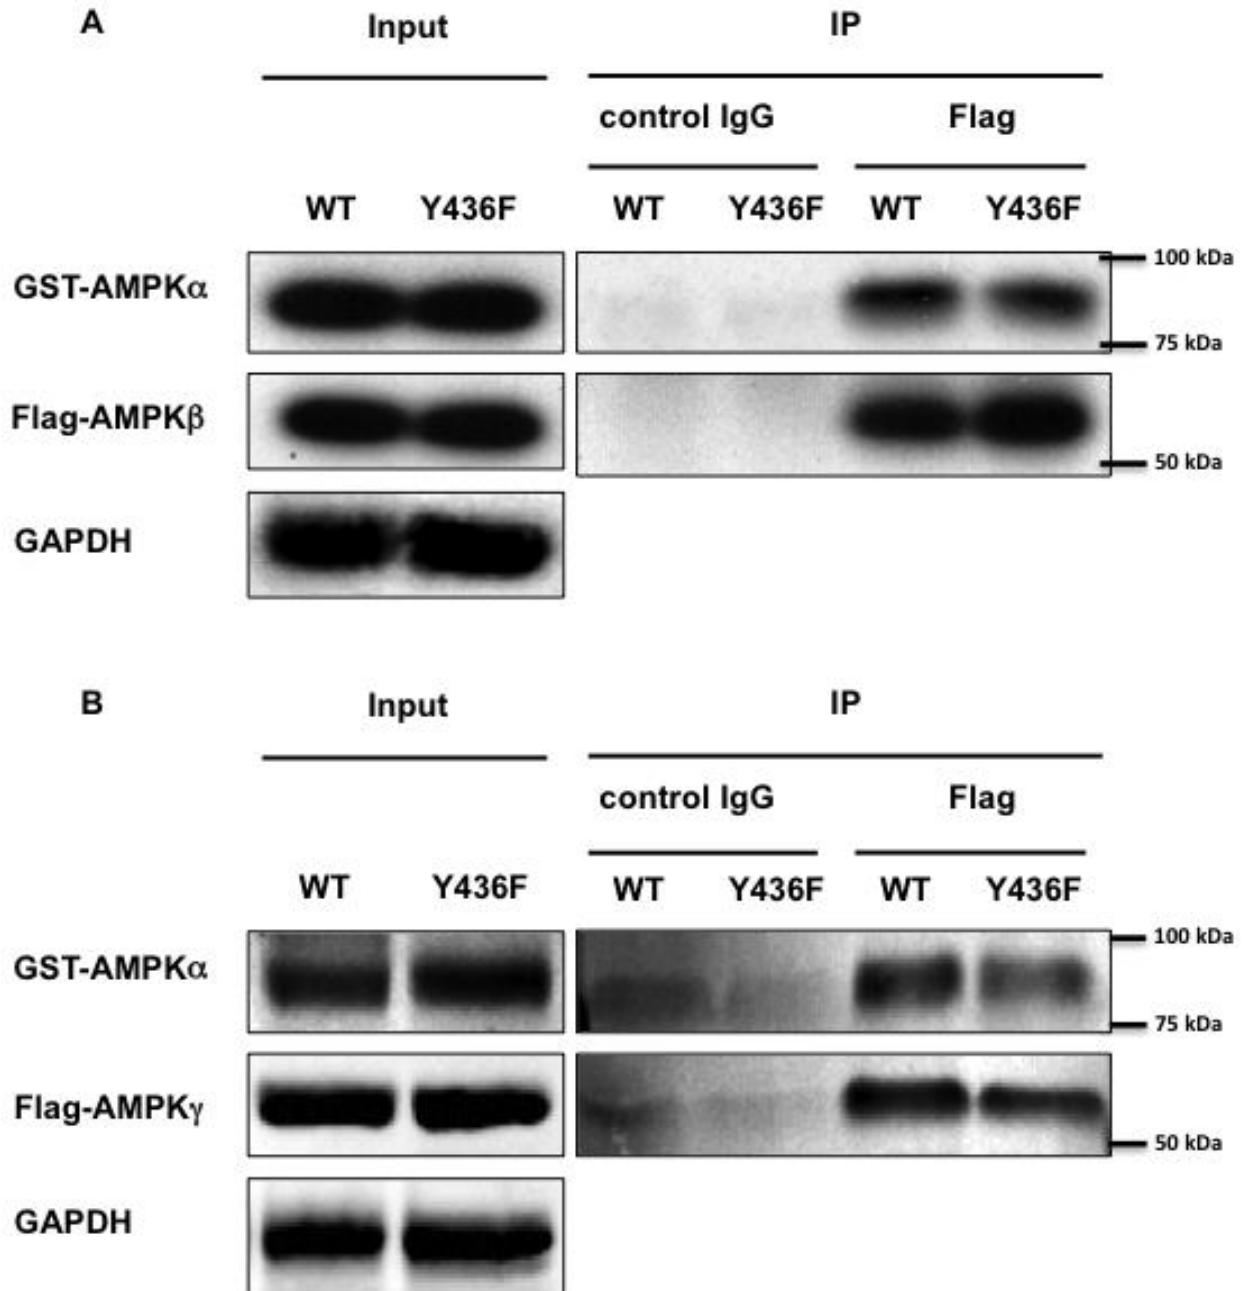 A Input IP
control IgG Flag
WT Y436F WT Y436F WT Y436F
GST-AMPKα 100 kDa
75 kDa
Flag-AMPKβ
50 kDa
GAPDH
B Input IP
control IgG Flag
WT Y436F WT Y436F WT Y436F
GST-AMPKα 100 kDa
75 kDa
Flag-AMPKγ
50 kDa
GAPDH